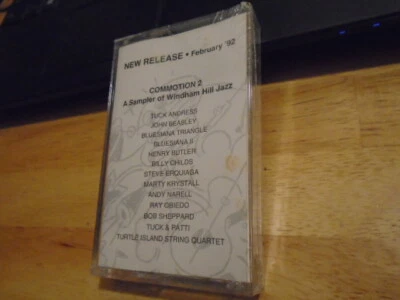 NEW RELEASE • February '92
COMMOTION 2
A Sampler of Windham Hill Jazz
TUCK ANDRESS
JOHN BEASLEY
BLUESIANA TRIANGLE
BLUESIANA II
HENRY BUTLER
BILLY CHILDS
STEVE ERQUIAGA
MARTY KRYSTALL
ANDY NARELL
RAY OBIEDO
BOB SHEPPARD
TUCK & PATTI
TURTLE ISLAND STRING QUARTET